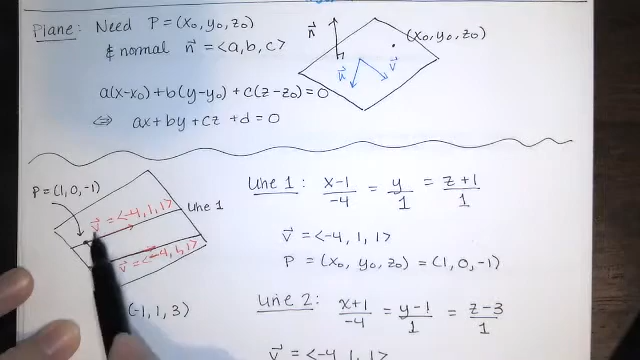 Plane: Need P = (x₀, y₀, z₀)
& normal n⃗ = <a, b, c>
n⃗
(x₀, y₀, z₀)
u⃗
v⃗
a(x-x₀) + b(y-y₀) + c(z-z₀) = 0
⇔ ax + by + cz + d = 0
P = (1, 0, -1)
v⃗ = <-4, 1, 1>
Line 1
v⃗ = <-4, 1, 1>
(-1, 1, 3)
Line 1: (x-1)/-4 = y/1 = (z+1)/1
v⃗ = <-4, 1, 1>
P = (x₀, y₀, z₀) = (1, 0, -1)
Line 2: (x+1)/-4 = (y-1)/1 = (z-3)/1
v⃗ = <-4, 1, 1>